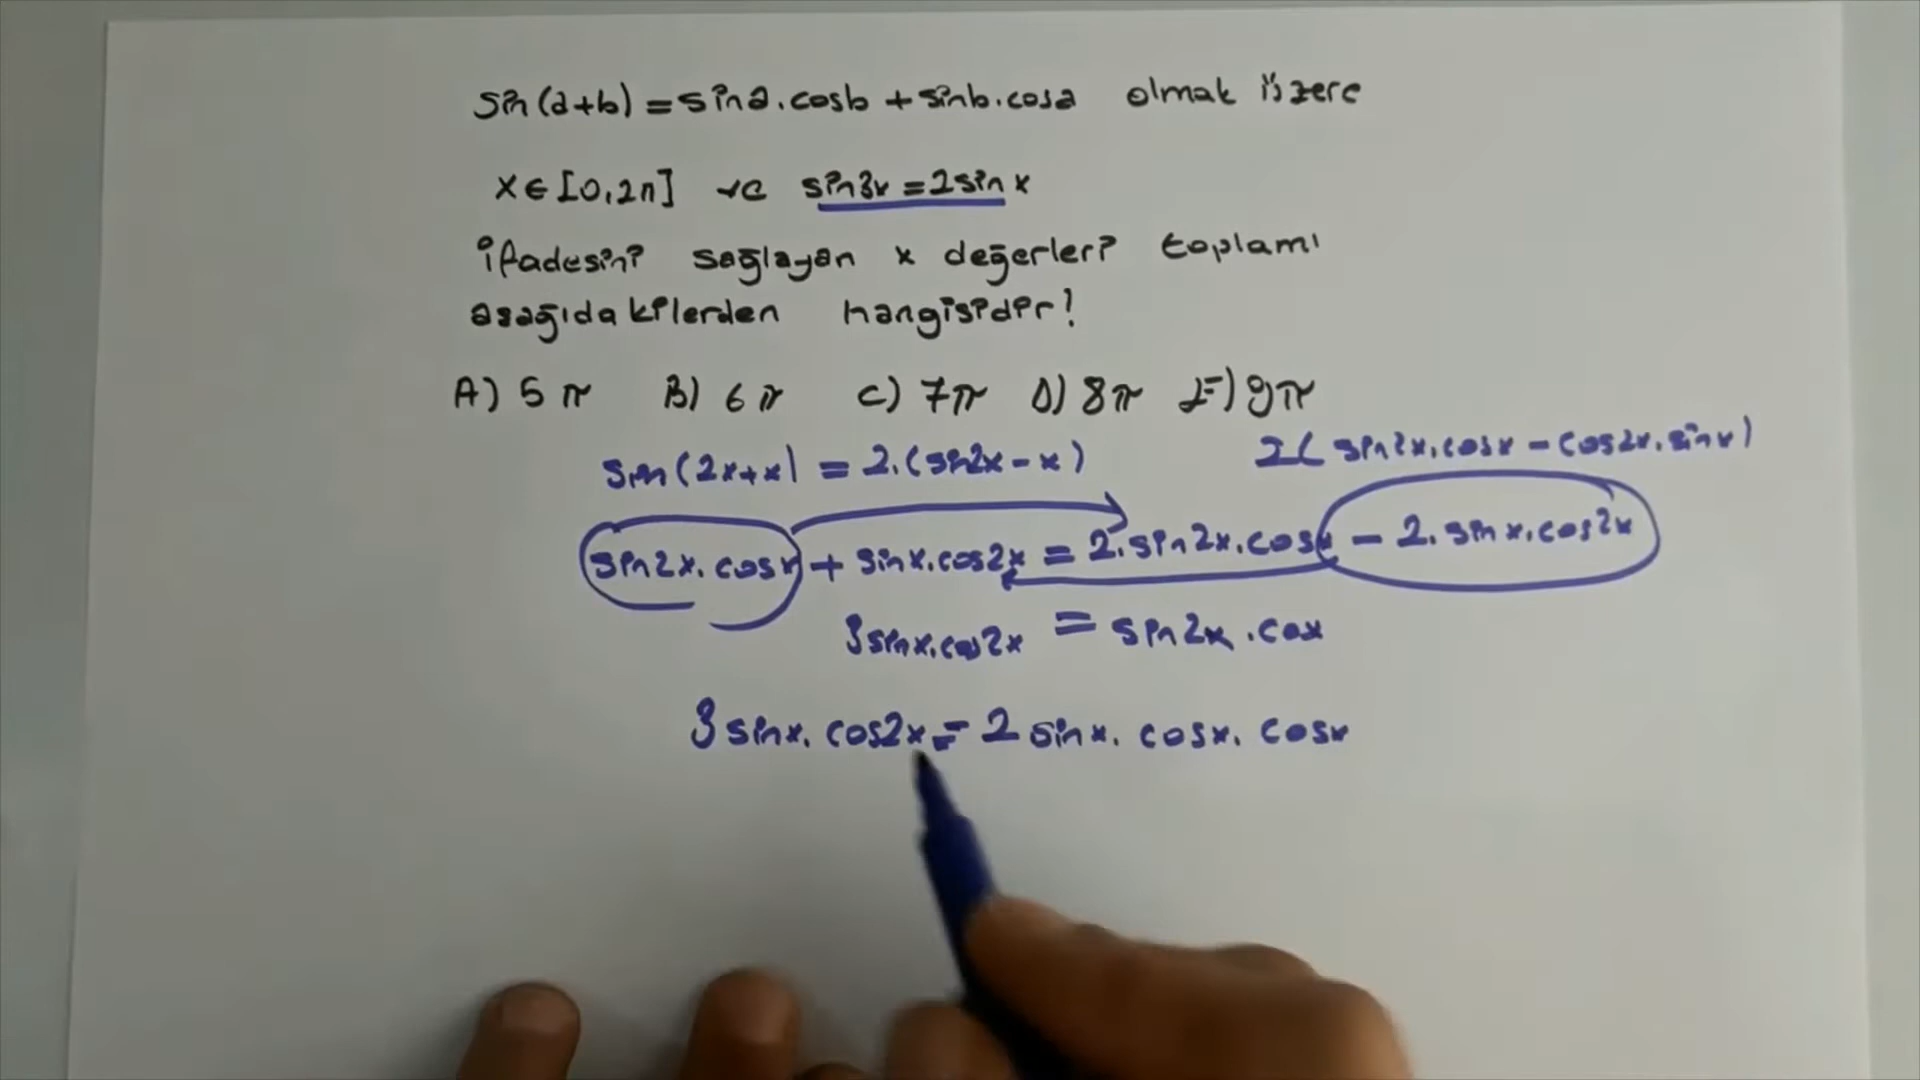 sin(a+b) = sina.cosb + sinb.cosa olmak üzere
x ∈ [0,2π] ve sin3x = 2sinx
ifadesini sağlayan x değerleri toplamı
aşağıdakilerden hangisidir?
A) 5π B) 6π C) 7π D) 8π E) 9π
sin(2x+x) = 2.(sin2x-x)
2(sin2x.cosx - cos2x.sinx)
sin2x.cosx + sinx.cos2x = 2.sin2x.cosx - 2.sinx.cos2x
3sinx.cos2x = sin2x.cosx
3sinx.cos2x = 2sinx.cosx.cosx